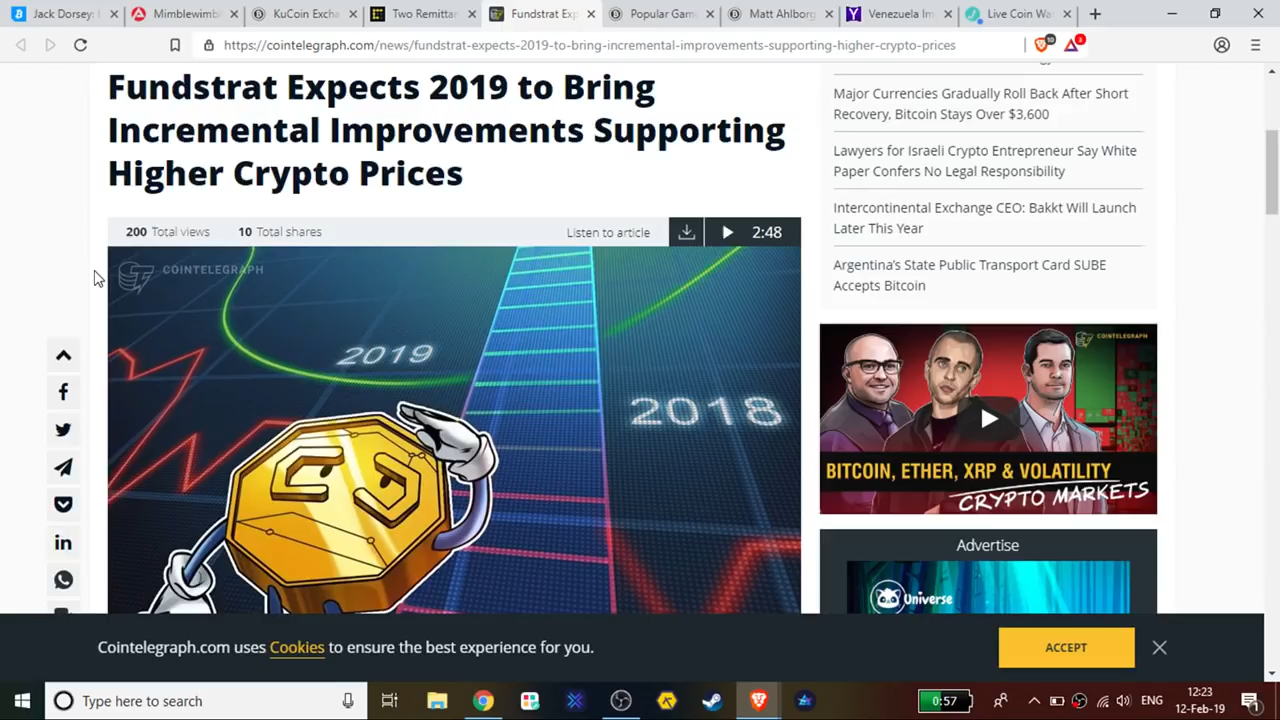 Jack Dorsey:
Mimblewimb
KuCoin Excha
Two Remittar
Fundstrat Exp
Popular Gam
Matt Ahlborg
Venezuela In
Live Coin Wa
https://cointelegraph.com/news/fundstrat-expects-2019-to-bring-incremental-improvements-supporting-higher-crypto-prices
10
3
Fundstrat Expects 2019 to Bring
Incremental Improvements Supporting
Higher Crypto Prices
200 Total views
10 Total shares
Listen to article
2:48
COINTELEGRAPH
2019
2018
Major Currencies Gradually Roll Back After Short
Recovery, Bitcoin Stays Over $3,600
Lawyers for Israeli Crypto Entrepreneur Say White
Paper Confers No Legal Responsibility
Intercontinental Exchange CEO: Bakkt Will Launch
Later This Year
Argentina's State Public Transport Card SUBE
Accepts Bitcoin
COINTELEGRAPH
BITCOIN, ETHER, XRP & VOLATILITY
CRYPTO MARKETS
Advertise
Universe
Cointelegraph.com uses Cookies to ensure the best experience for you.
ACCEPT
Type here to search
0:57
ENG
12:23
12-Feb-19
1